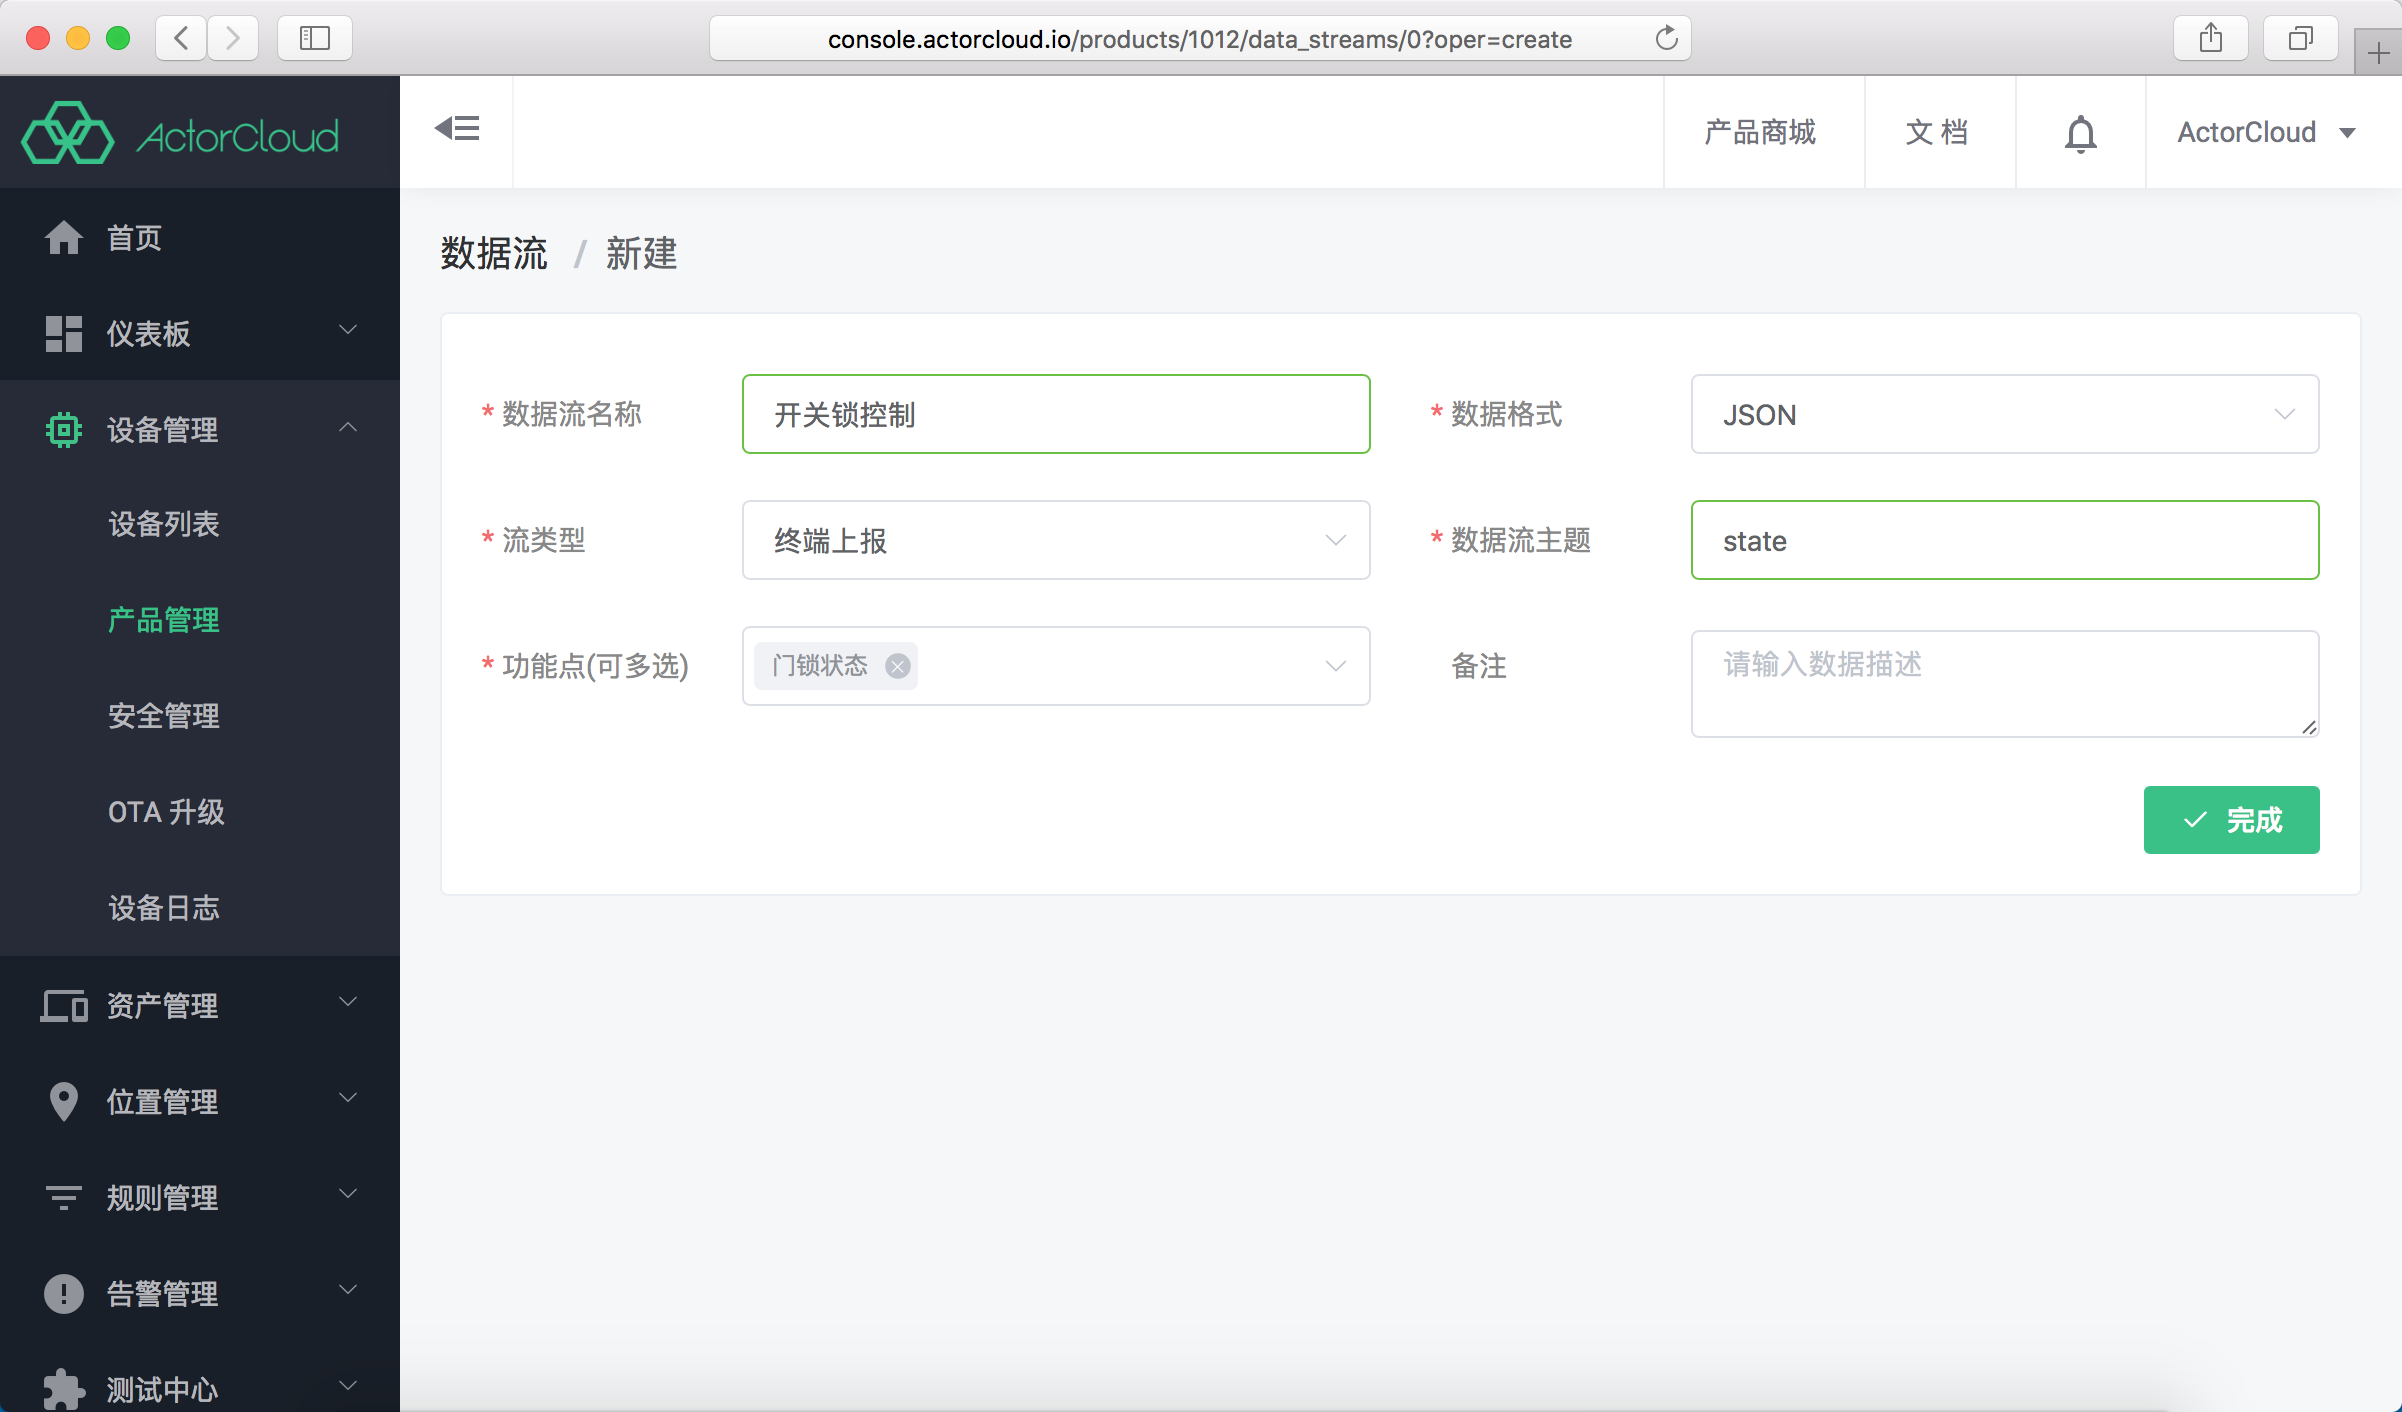 console.actorcloud.io/products/1012/data_streams/0?oper=create
ActorCloud
产品商城
文 档
ActorCloud
首页
仪表板
设备管理
设备列表
产品管理
安全管理
OTA 升级
设备日志
资产管理
位置管理
规则管理
告警管理
测试中心
数据流 / 新建
* 数据流名称 开关锁控制
* 数据格式 JSON
* 流类型 终端上报
* 数据流主题 state
* 功能点(可多选) 门锁状态
备注 请输入数据描述
完成